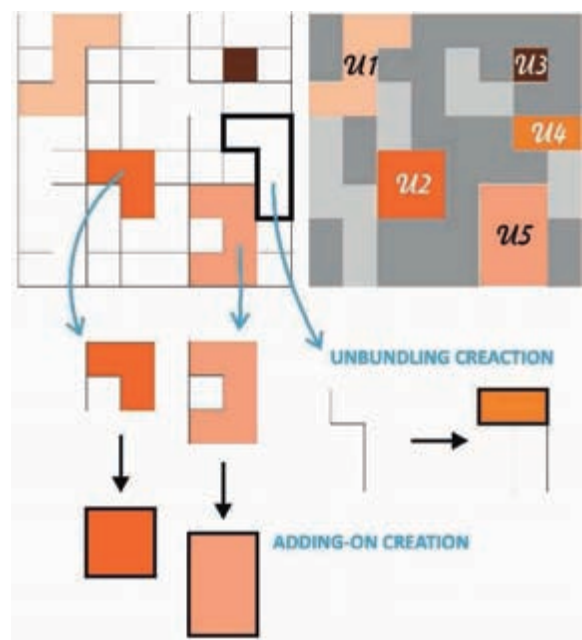 U1
U3
U4
U2
U5
UNBUNDLING CREACTION
ADDING-ON CREATION